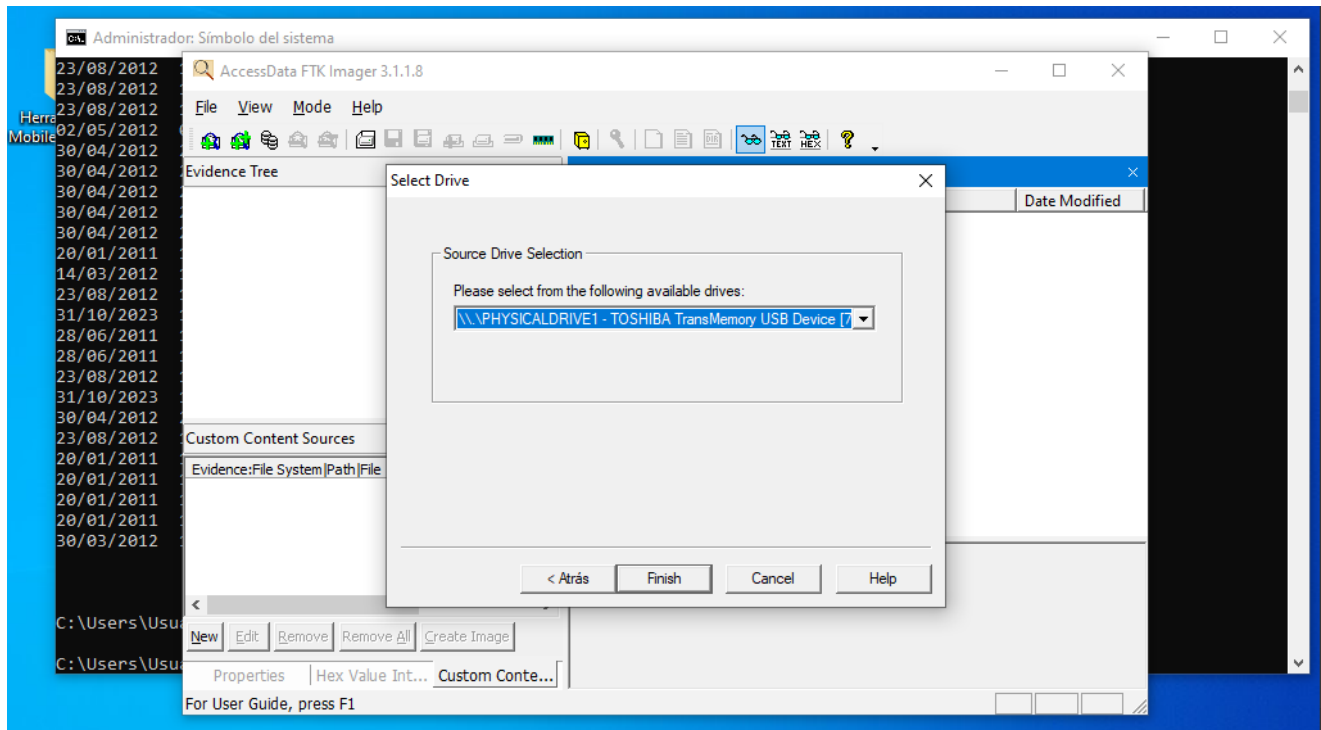 Administrador: Símbolo del sistema
AccessData FTK Imager 3.1.1.8
File View Mode Help
TEXT HEX
Evidence Tree
Date Modified
Select Drive
Source Drive Selection
Please select from the following available drives:
\\.\PHYSICALDRIVE1 - TOSHIBA TransMemory USB Device [7
< Atrás Finish Cancel Help
Custom Content Sources
Evidence:File System|Path|File
New Edit Remove Remove All Create Image
Properties Hex Value Int... Custom Conte...
For User Guide, press F1
Herra
Mobile
23/08/2012
23/08/2012
23/08/2012
02/05/2012
30/04/2012
30/04/2012
30/04/2012
30/04/2012
30/04/2012
20/01/2011
14/03/2012
23/08/2012
31/10/2023
28/06/2011
28/06/2011
23/08/2012
31/10/2023
30/04/2012
23/08/2012
20/01/2011
20/01/2011
20/01/2011
20/01/2011
30/03/2012
C:\Users\Usua
C:\Users\Usua